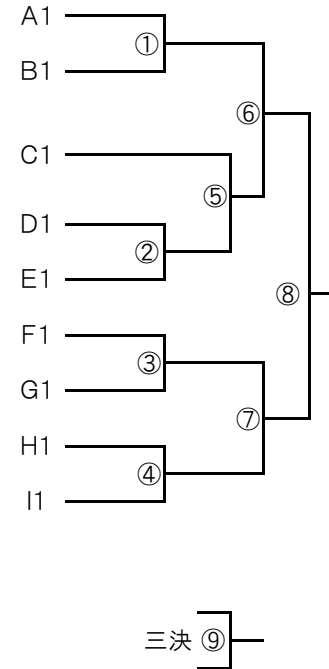 A1
①
B1
⑥
C1
⑤
D1
②
E1
⑧
F1
③
G1
⑦
H1
④
I1
三決 ⑨